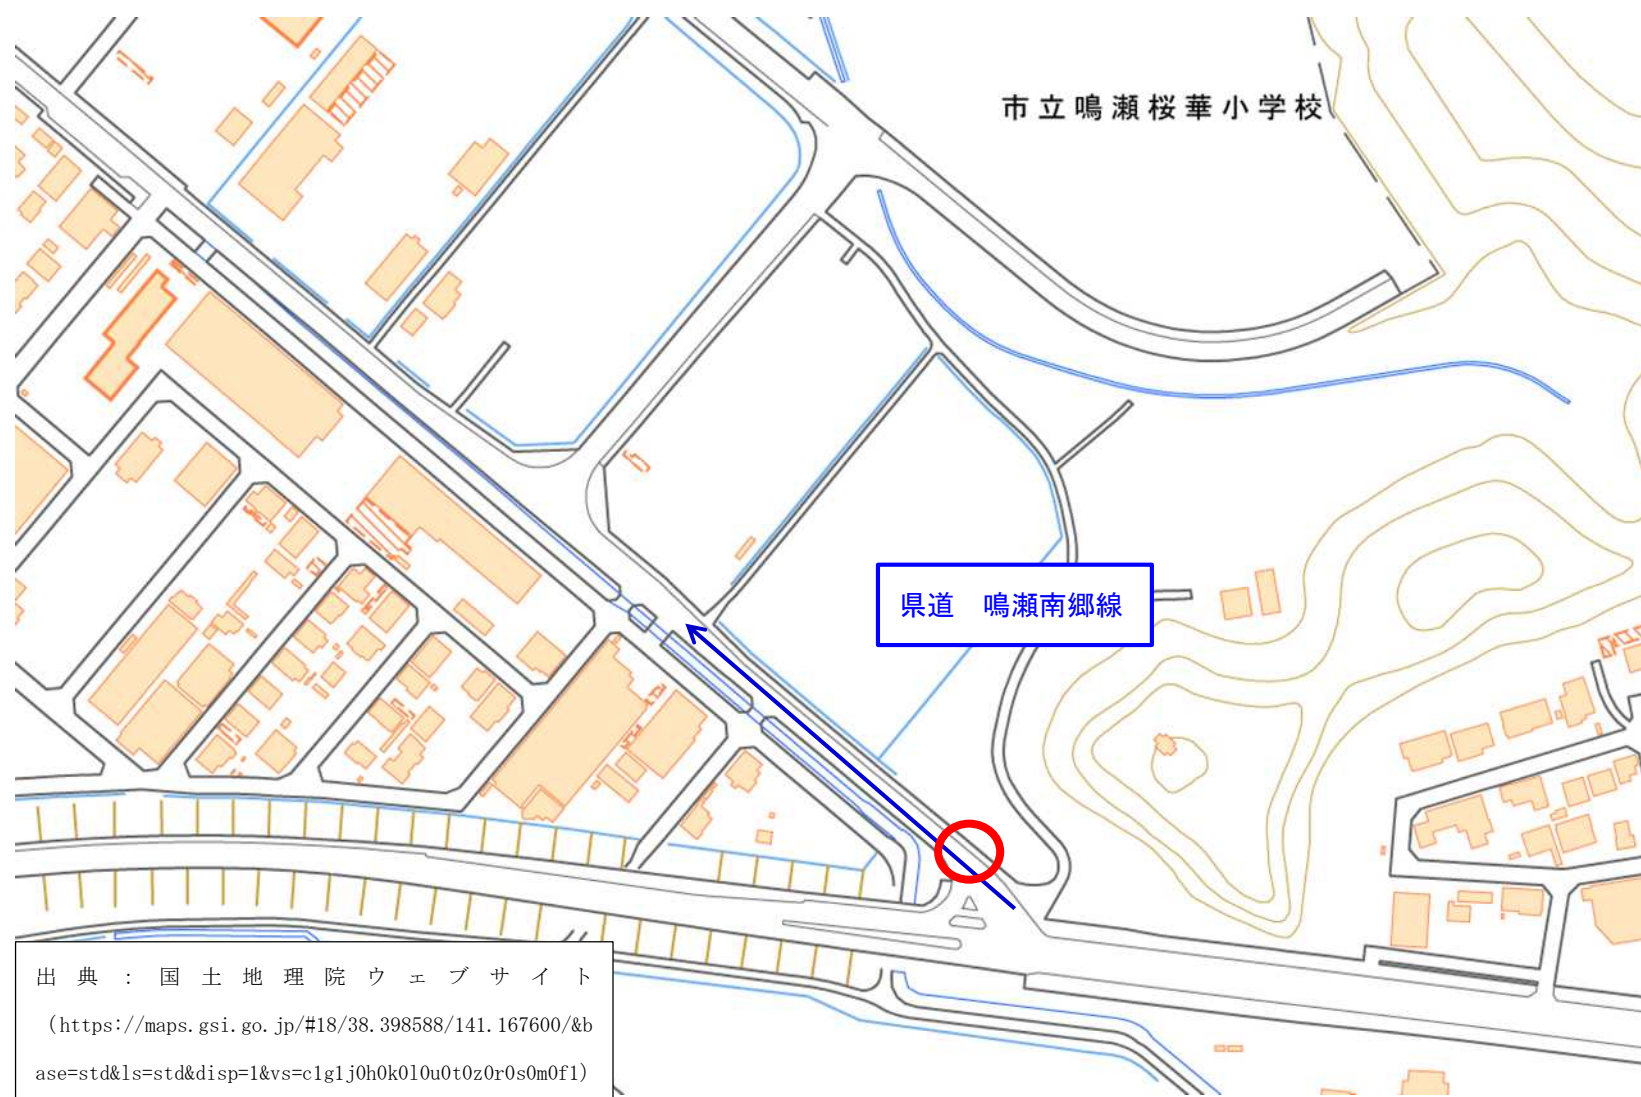 市立鳴瀬桜華小学校
県道　鳴瀬南郷線
出典：国土地理院ウェブサイト
(https://maps.gsi.go.jp/#18/38.398588/141.167600/&b
ase=std&ls=std&disp=1&vs=c1g1j0h0k0l0u0t0z0r0s0m0f1)